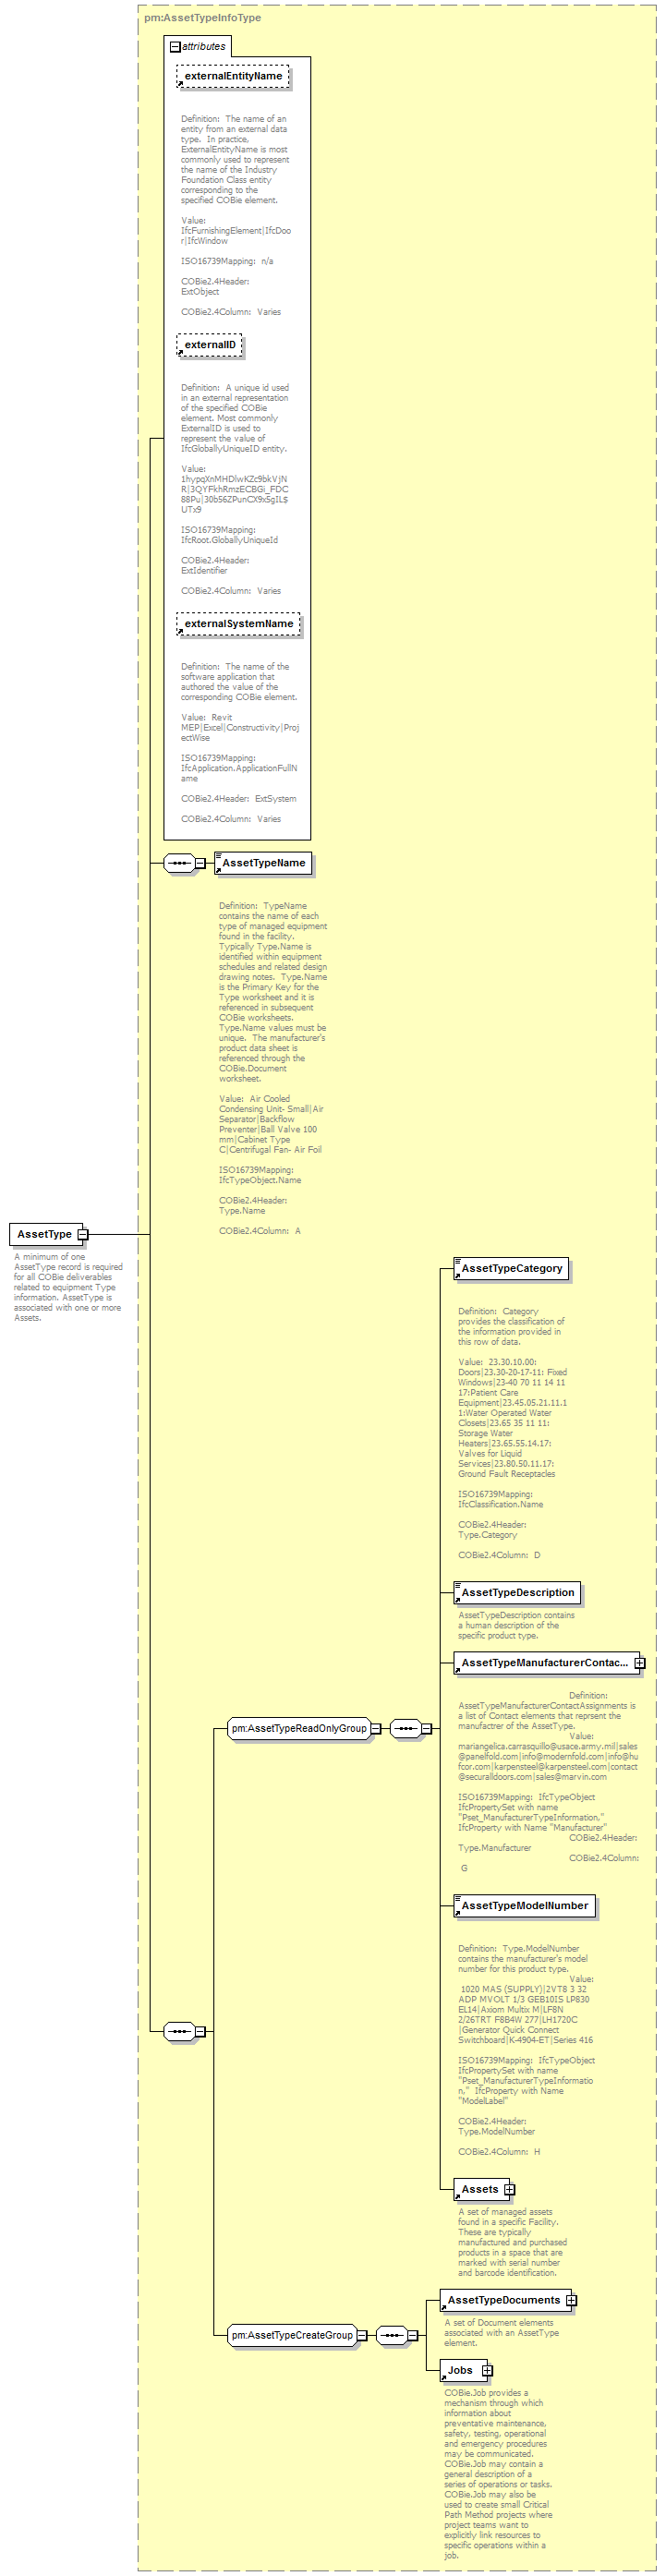 pm:AssetTypeInfoType
attributes
externalEntityName
Definition:  The name of an
entity from an external data
type.  In practice,
ExternalEntityName is most
commonly used to represent
the name of the Industry
Foundation Class entity
corresponding to the
specified COBie element.
Value:
IfcFurnishingElement|IfcDoo
r|IfcWindow
ISO16739Mapping:  n/a
COBie2.4Header:
ExtObject
COBie2.4Column:  Varies
externalID
Definition:  A unique id used
in an external representation
of the specified COBie
element. Most commonly
ExternalID is used to
represent the value of
IfcGloballyUniqueID entity.
Value:
1hypqXnMHDlwKZc9bkVjN
R|3QYFkhRmzECBGi_FDC
88Pu|30b56ZPunCX9x5gIL$
UTx9
ISO16739Mapping:
IfcRoot.GloballyUniqueId
COBie2.4Header:
ExtIdentifier
COBie2.4Column:  Varies
externalSystemName
Definition:  The name of the
software application that
authored the value of the
corresponding COBie element.
Value:  Revit
MEP|Excel|Constructivity|Proj
ectWise
ISO16739Mapping:
IfcApplication.ApplicationFullN
ame
COBie2.4Header:  ExtSystem
COBie2.4Column:  Varies
AssetTypeName
Definition:  TypeName
contains the name of each
type of managed equipment
found in the facility.
Typically Type.Name is
identified within equipment
schedules and related design
drawing notes.  Type.Name
is the Primary Key for the
Type worksheet and it is
referenced in subsequent
COBie worksheets.
Type.Name values must be
unique.  The manufacturer's
product data sheet is
referenced through the
COBie.Document
worksheet.
Value:  Air Cooled
Condensing Unit- Small|Air
Separator|Backflow
Preventer|Ball Valve 100
mm|Cabinet Type
C|Centrifugal Fan- Air Foil
ISO16739Mapping:
IfcTypeObject.Name
COBie2.4Header:
Type.Name
COBie2.4Column:  A
AssetType
A minimum of one
AssetType record is required
for all COBie deliverables
related to equipment Type
information. AssetType is
associated with one or more
Assets.
AssetTypeCategory
Definition:  Category
provides the classification of
the information provided in
this row of data.
Value:  23.30.10.00:
Doors|23.30-20-17-11: Fixed
Windows|23-40 70 11 14 11
17:Patient Care
Equipment|23.45.05.21.11.1
1:Water Operated Water
Closets|23.65 35 11 11:
Storage Water
Heaters|23.65.55.14.17:
Valves for Liquid
Services|23.80.50.11.17:
Ground Fault Receptacles
ISO16739Mapping:
IfcClassification.Name
COBie2.4Header:
Type.Category
COBie2.4Column:  D
AssetTypeDescription
AssetTypeDescription contains
a human description of the
specific product type.
AssetTypeManufacturerContac...
Definition:
AssetTypeManufacturerContactAssignments is
a list of Contact elements that reprsent the
manufactrer of the AssetType.
Value:
mariangelica.carrasquillo@usace.army.mil|sales
@panelfold.com|info@modernfold.com|info@hu
fcor.com|karpensteel@karpensteel.com|contact
@securalldoors.com|sales@marvin.com
ISO16739Mapping:  IfcTypeObject
IfcPropertySet with name
"Pset_ManufacturerTypeInformation,"
IfcProperty with Name "Manufacturer"
COBie2.4Header:
Type.Manufacturer
COBie2.4Column:
G
pm:AssetTypeReadOnlyGroup
AssetTypeModelNumber
Definition:  Type.ModelNumber
contains the manufacturer's model
number for this product type.
Value:
1020 MAS (SUPPLY)|2VT8 3 32
ADP MVOLT 1/3 GEB10IS LP830
EL14|Axiom Multix M|LF8N
2/26TRT F8B4W 277|LH1720C
|Generator Quick Connect
Switchboard|K-4904-ET|Series 416
ISO16739Mapping:  IfcTypeObject
IfcPropertySet with name
"Pset_ManufacturerTypeInformatio
n,"  IfcProperty with Name
"ModelLabel"
COBie2.4Header:
Type.ModelNumber
COBie2.4Column:  H
Assets
A set of managed assets
found in a specific Facility.
These are typically
manufactured and purchased
products in a space that are
marked with serial number
and barcode identification.
pm:AssetTypeCreateGroup
AssetTypeDocuments
A set of Document elements
associated with an AssetType
element.
Jobs
COBie.Job provides a
mechanism through which
information about
preventative maintenance,
safety, testing, operational
and emergency procedures
may be communicated.
COBie.Job may contain a
general description of a
series of operations or tasks.
COBie.Job may also be
used to create small Critical
Path Method projects where
project teams want to
explicitly link resources to
specific operations within a
job.